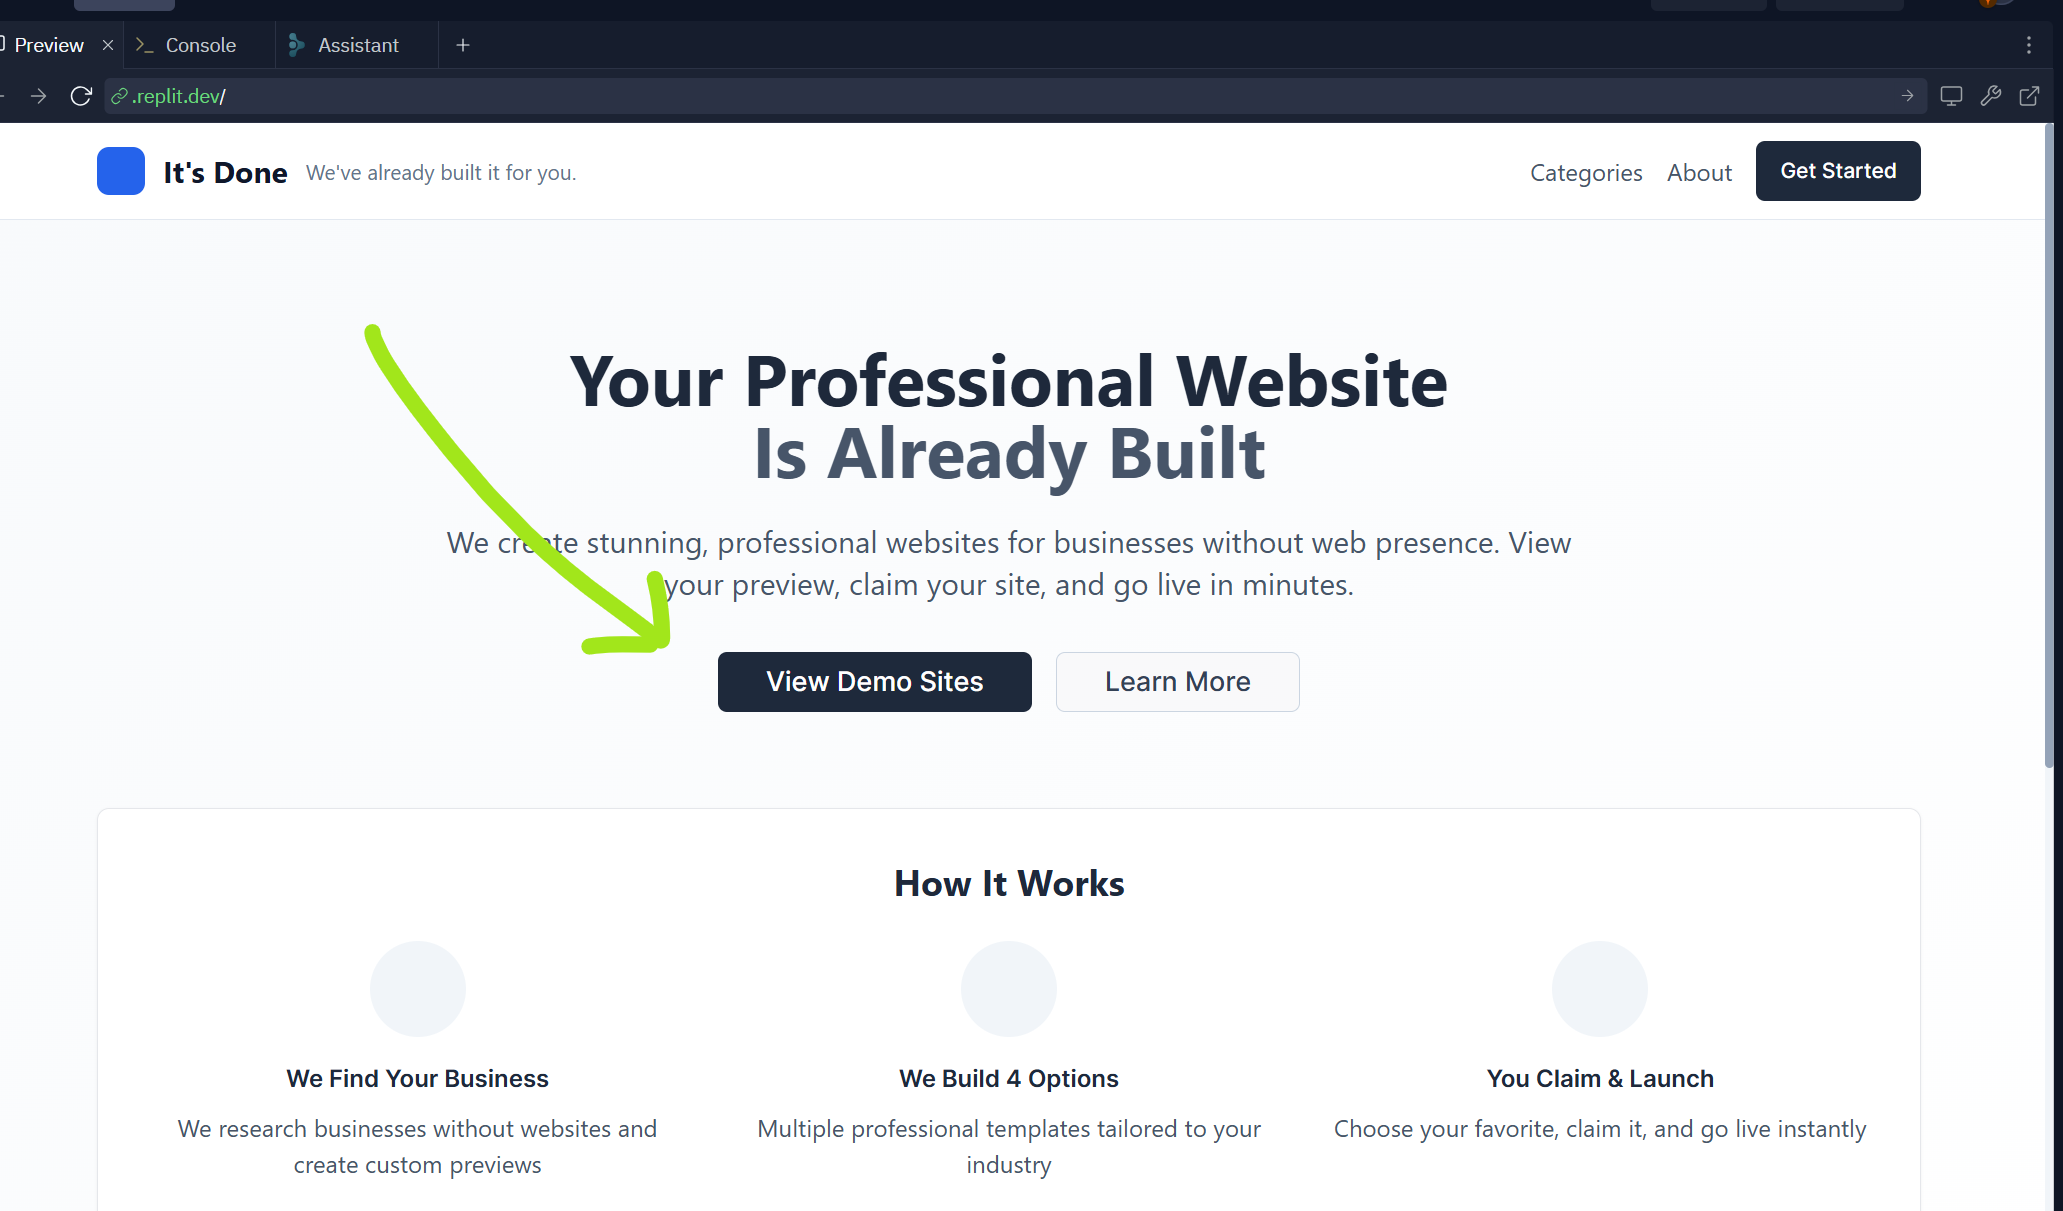 Preview
Console
Assistant
.replit.dev/
It's Done
We've already built it for you.
Categories
About
Get Started
Your Professional Website
Is Already Built
We create stunning, professional websites for businesses without web presence. View
your preview, claim your site, and go live in minutes.
View Demo Sites
Learn More
How It Works
We Find Your Business
We research businesses without websites and
create custom previews
We Build 4 Options
Multiple professional templates tailored to your
industry
You Claim & Launch
Choose your favorite, claim it, and go live instantly